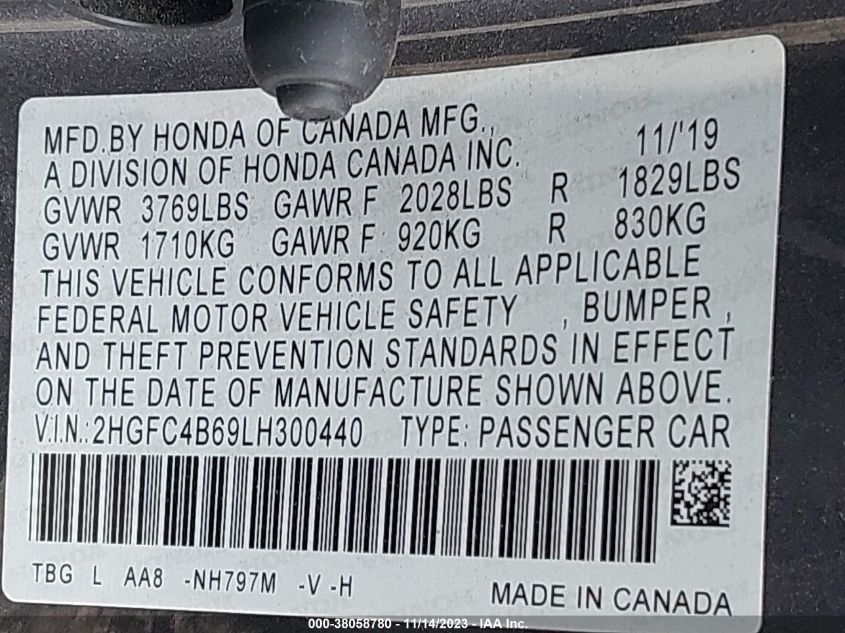 MFD.BY HONDA OF CANADA MFG.,
A DIVISION OF HONDA CANADA INC. 11/'19
GVWR 3769LBS GAWR F 2028LBS R 1829LBS
GVWR 1710KG GAWR F 920KG R 830KG
THIS VEHICLE CONFORMS TO ALL APPLICABLE
FEDERAL MOTOR VEHICLE SAFETY , BUMPER ,
AND THEFT PREVENTION STANDARDS IN EFFECT
ON THE DATE OF MANUFACTURE SHOWN ABOVE.
V.I.N.: 2HGFC4B69LH300440 TYPE: PASSENGER CAR
TBG L AA8 -NH797M -V -H
MADE IN CANADA
000-38058780 - 11/14/2023 - IAA Inc.